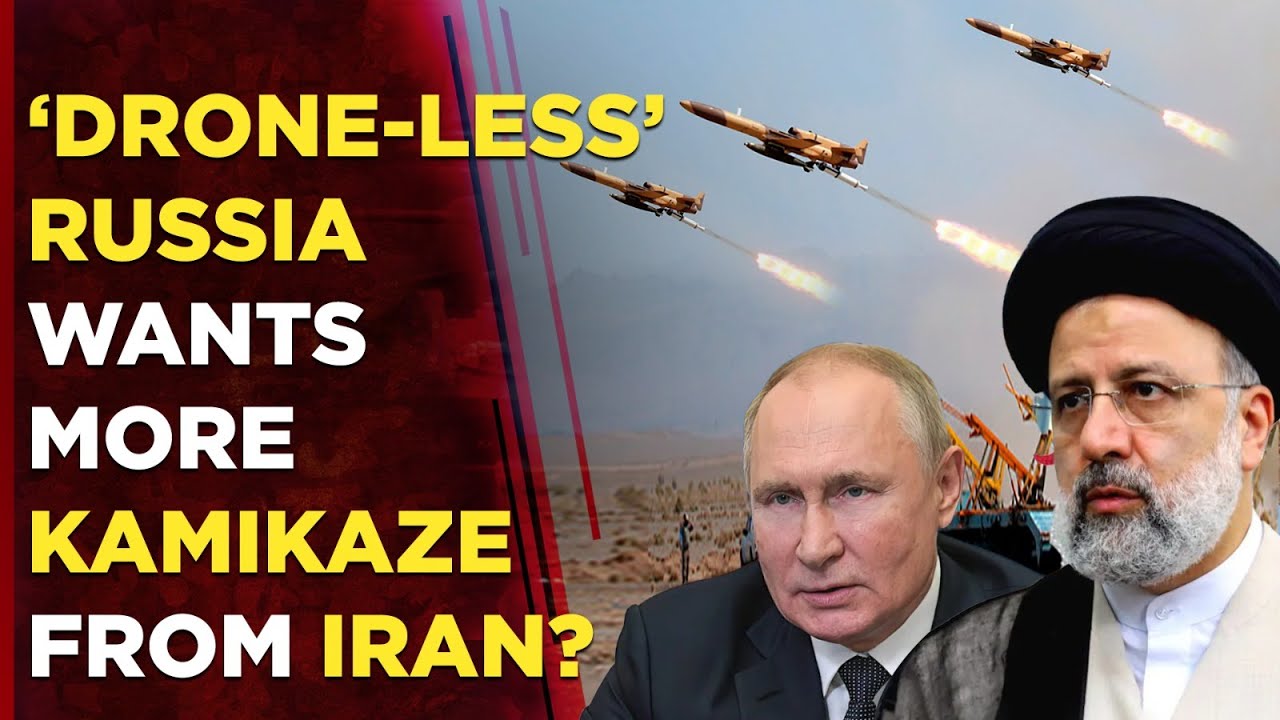 ‘DRONE-LESS’
RUSSIA
WANTS
MORE
KAMIKAZE
FROM IRAN?